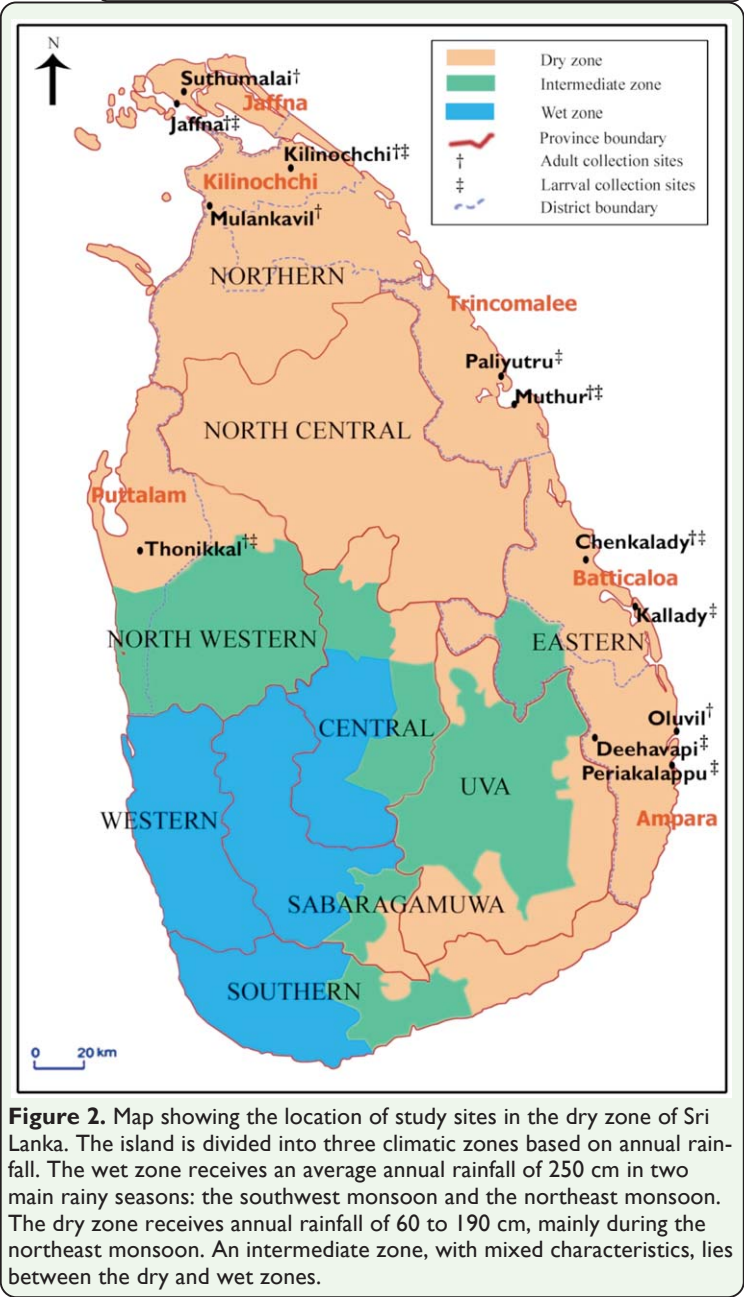 N
Dry zone
Intermediate zone
Wet zone
Province boundary
† Adult collection sites
‡ Larrval collection sites
District boundary
Suthumalai†
Jaffna
Jaffna†‡
Kilinochchi†‡
Kilinochchi
Mulankavil†
NORTHERN
Trincomalee
Paliyutru‡
Muthur†‡
NORTH CENTRAL
Puttalam
Thonikkal†‡
Chenkalady†‡
Batticaloa
Kallady‡
NORTH WESTERN
EASTERN
Oluvil†
CENTRAL
Deehavapi‡
Periakalappu‡
UVA
WESTERN
Ampara
SABARAGAMUWA
SOUTHERN
0 20 km
Figure 2. Map showing the location of study sites in the dry zone of Sri
Lanka. The island is divided into three climatic zones based on annual rain-
fall. The wet zone receives an average annual rainfall of 250 cm in two
main rainy seasons: the southwest monsoon and the northeast monsoon.
The dry zone receives annual rainfall of 60 to 190 cm, mainly during the
northeast monsoon. An intermediate zone, with mixed characteristics, lies
between the dry and wet zones.